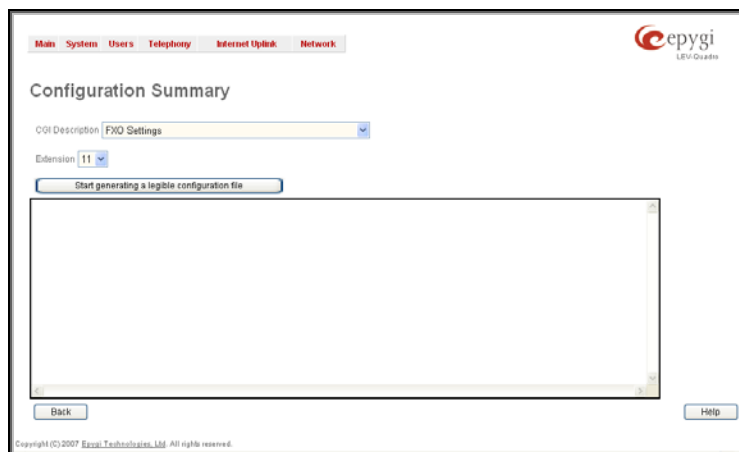 Main System Users Telephony Internet Uplink Network
epygi
LEV-Quadro
Configuration Summary
CGI Description FXO Settings
Extension 11
Start generating a legible configuration file
Back
Help
Copyright (C) 2007 Epygi Technologies, Ltd. All rights reserved.